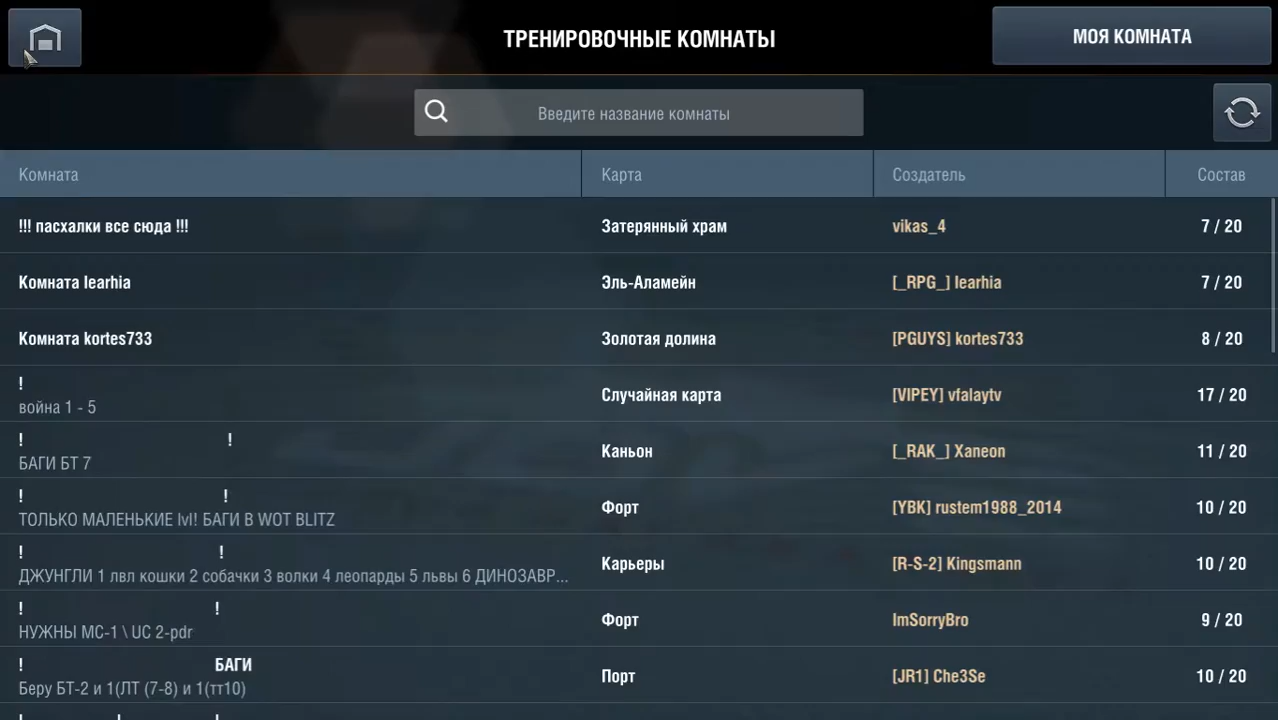 ТРЕНИРОВОЧНЫЕ КОМНАТЫ
МОЯ КОМНАТА
Введите название комнаты
Комната Карта Создатель Состав
!!! пасхалки все сюда !!! Затерянный храм vikas_4 7 / 20
Комната Iearhia Эль-Аламейн [_RPG_] Iearhia 7 / 20
Комната kortes733 Золотая долина [PGUYS] kortes733 8 / 20
!
война 1 - 5 Случайная карта [VIPEY] vfalaytv 17 / 20
! !
БАГИ БТ 7 Каньон [_RAK_] Xaneon 11 / 20
! !
ТОЛЬКО МАЛЕНЬКИЕ lvl! БАГИ В WOT BLITZ Форт [YBK] rustem1988_2014 10 / 20
! !
ДЖУНГЛИ 1 лвл кошки 2 собачки 3 волки 4 леопарды 5 львы 6 ДИНОЗАВР... Карьеры [R-S-2] Kingsmann 10 / 20
! !
НУЖНЫ МС-1 \ UC 2-pdr Форт ImSorryBro 9 / 20
! БАГИ
Беру БТ-2 и 1(ЛТ (7-8) и 1(тт10) Порт [JR1] Che3Se 10 / 20